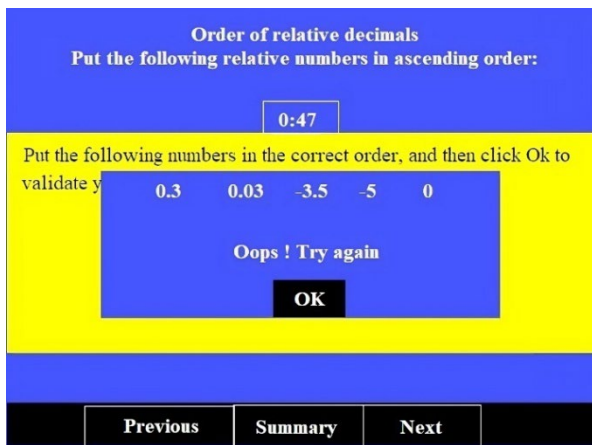 Order of relative decimals
Put the following relative numbers in ascending order:
0:47
Put the following numbers in the correct order, and then click Ok to
validate y
0.3 0.03 -3.5 -5 0
Oops ! Try again
OK
Previous Summary Next